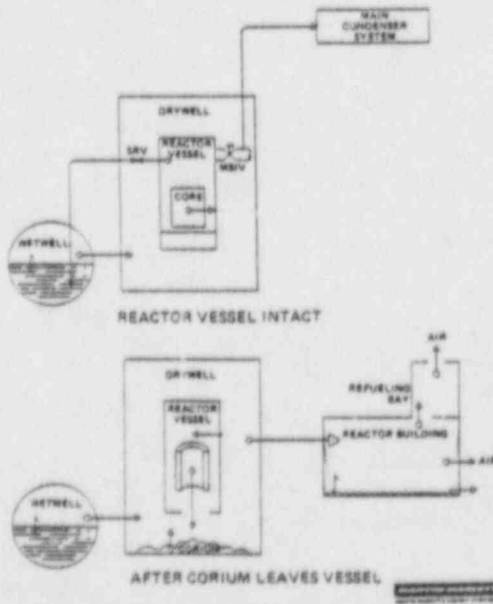 MAIN
CONDENSER
SYSTEM
DRYWELL
SRV
REACTOR
VESSEL
MSIV
CORE
WETWELL
REACTOR VESSEL INTACT
AIR
DRYWELL
REFUELING
BAY
REACTOR
VESSEL
REACTOR BUILDING
AIR
WETWELL
CORIUM
AFTER CORIUM LEAVES VESSEL